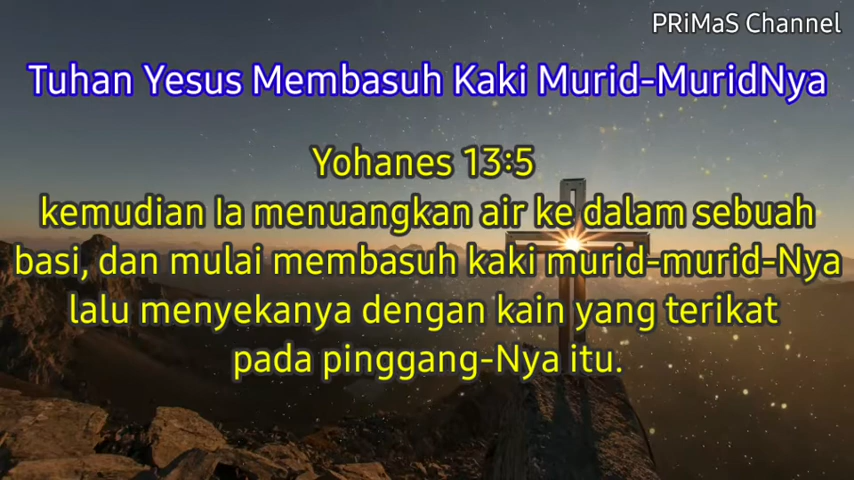 PRiMaS Channel
Tuhan Yesus Membasuh Kaki Murid-MuridNya
Yohanes 13:5
kemudian Ia menuangkan air ke dalam sebuah
basi, dan mulai membasuh kaki murid-murid-Nya
lalu menyekanya dengan kain yang terikat
pada pinggang-Nya itu.